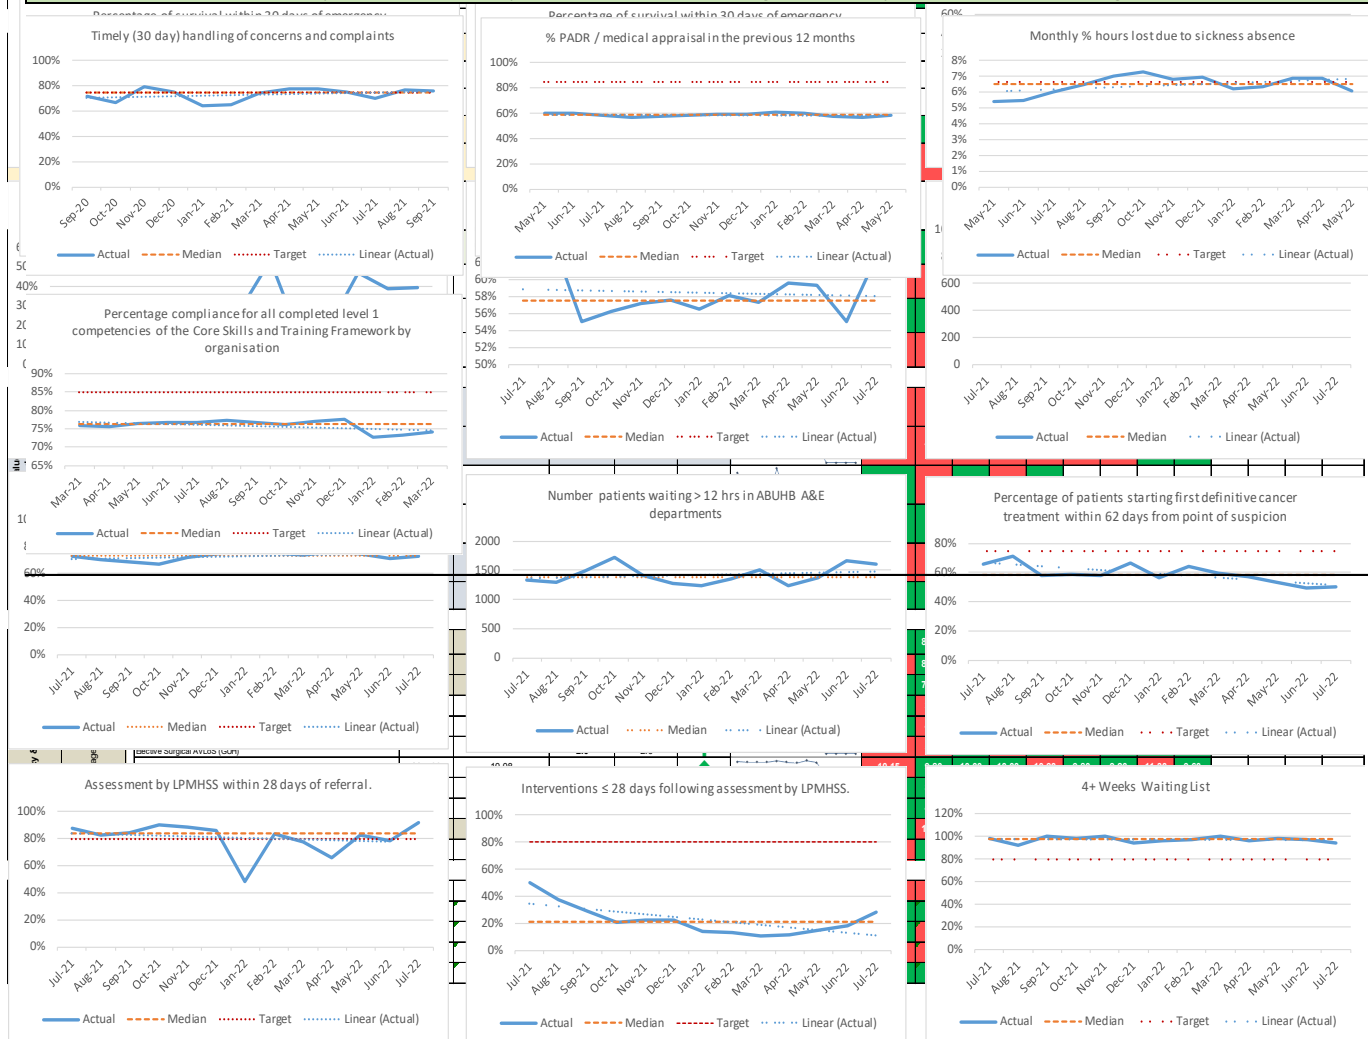 Percentage of survival within 30 days of emergency
Percentage of survival within 30 days of emergency
60%
Timely (30 day) handling of concerns and complaints
100%
80%
60%
40%
20%
0%
Sep-20
Oct-20
Nov-20
Dec-20
Jan-21
Feb-21
Mar-21
Apr-21
May-21
Jun-21
Jul-21
Aug-21
Sep-21
Actual
Median
Target
Linear (Actual)
% PADR / medical appraisal in the previous 12 months
100%
80%
60%
40%
20%
0%
May-21
Jun-21
Jul-21
Aug-21
Sep-21
Oct-21
Nov-21
Dec-21
Jan-22
Feb-22
Mar-22
Apr-22
May-22
Actual
Median
Target
Linear (Actual)
Monthly % hours lost due to sickness absence
8%
7%
6%
5%
4%
3%
2%
1%
0%
May-21
Jun-21
Jul-21
Aug-21
Sep-21
Oct-21
Nov-21
Dec-21
Jan-22
Feb-22
Mar-22
Apr-22
May-22
Actual
Median
Target
Linear (Actual)
40%
Percentage compliance for all completed level 1
competencies of the Core Skills and Training Framework by
organisation
90%
85%
80%
75%
70%
65%
Mar-21
Apr-21
May-21
Jun-21
Jul-21
Aug-21
Sep-21
Oct-21
Nov-21
Dec-21
Jan-22
Feb-22
Mar-22
Actual
Median
Target
Linear (Actual)
60%
58%
56%
54%
52%
50%
Jul-21
Aug-21
Sep-21
Oct-21
Nov-21
Dec-21
Jan-22
Feb-22
Mar-22
Apr-22
May-22
Jun-22
Jul-22
Actual
Median
Target
Linear (Actual)
600
400
200
0
Jul-21
Aug-21
Sep-21
Oct-21
Nov-21
Dec-21
Jan-22
Feb-22
Mar-22
Apr-22
May-22
Jun-22
Jul-22
Actual
Median
Linear (Actual)
60%
40%
20%
0%
Jul-21
Aug-21
Sep-21
Oct-21
Nov-21
Dec-21
Jan-22
Feb-22
Mar-22
Apr-22
May-22
Jun-22
Jul-22
Actual
Median
Target
Linear (Actual)
Number patients waiting > 12 hrs in ABUHB A&E
departments
2000
1500
1000
500
0
Jul-21
Aug-21
Sep-21
Oct-21
Nov-21
Dec-21
Jan-22
Feb-22
Mar-22
Apr-22
May-22
Jun-22
Jul-22
Actual
Median
Linear (Actual)
Percentage of patients starting first definitive cancer
treatment within 62 days from point of suspicion
80%
60%
40%
20%
0%
Jul-21
Aug-21
Sep-21
Oct-21
Nov-21
Dec-21
Jan-22
Feb-22
Mar-22
Apr-22
May-22
Jun-22
Jul-22
Actual
Median
Target
Linear (Actual)
Elective Surgical AVLOS (GUH)
Assessment by LPMHSS within 28 days of referral.
100%
80%
60%
40%
20%
0%
Jul-21
Aug-21
Sep-21
Oct-21
Nov-21
Dec-21
Jan-22
Feb-22
Mar-22
Apr-22
May-22
Jun-22
Jul-22
Actual
Median
Target
Linear (Actual)
Interventions ≤ 28 days following assessment by LPMHSS.
100%
80%
60%
40%
20%
0%
Jul-21
Aug-21
Sep-21
Oct-21
Nov-21
Dec-21
Jan-22
Feb-22
Mar-22
Apr-22
May-22
Jun-22
Jul-22
Actual
Median
Target
Linear (Actual)
4+ Weeks Waiting List
120%
100%
80%
60%
40%
20%
0%
Jul-21
Aug-21
Sep-21
Oct-21
Nov-21
Dec-21
Jan-22
Feb-22
Mar-22
Apr-22
May-22
Jun-22
Jul-22
Actual
Median
Target
Linear (Actual)